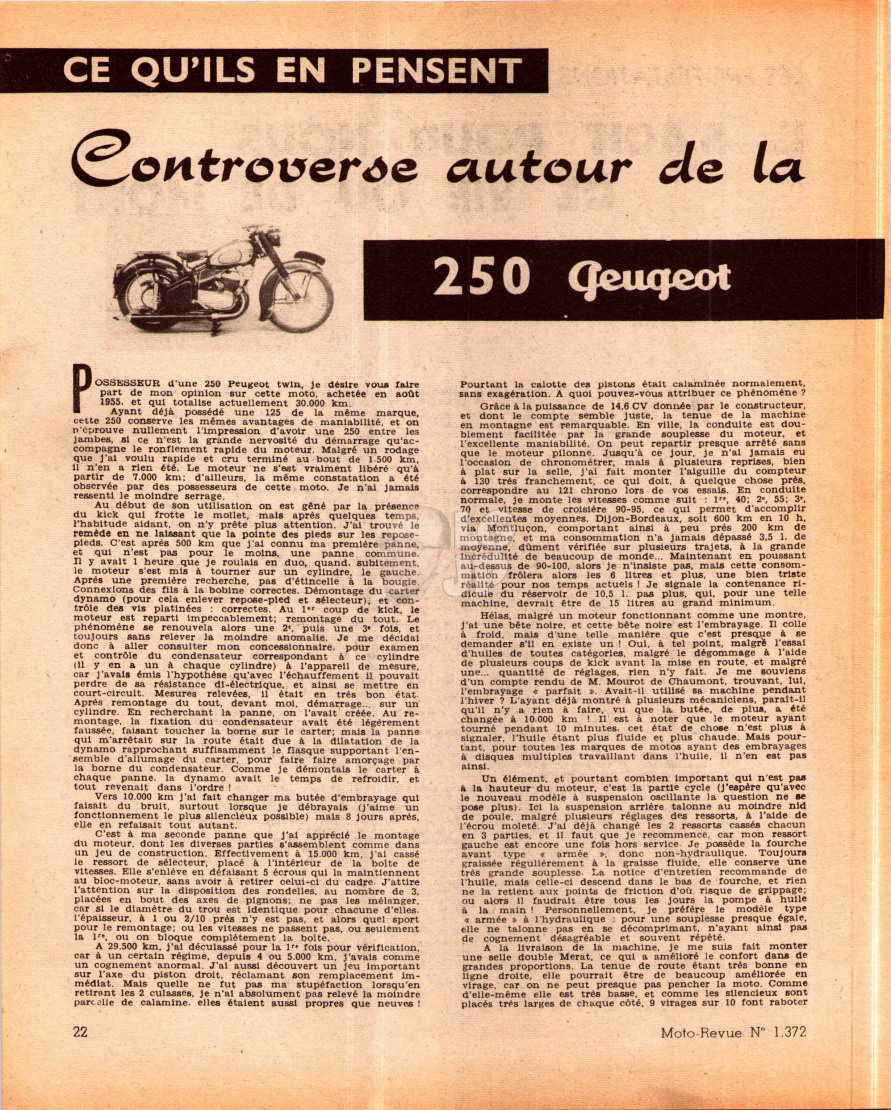 CE QU'ILS EN PENSENT
Controverse autour de la
250 Peugeot
POSSESSEUR d'une 250 Peugeot twin, je désire vous faire
part de mon opinion sur cette moto, achetée en août
1955. et qui totalise actuellement 30.000 km.
Ayant déjà possédé une 125 de la même marque,
cette 250 conserve les mêmes avantages de maniabilité, et on
n'éprouve nullement l'impression d'avoir une 250 entre les
jambes, si ce n'est la grande nervosité du démarrage qu'ac-
compagne le ronflement rapide du moteur. Malgré un rodage
que j'ai voulu rapide et cru terminé au bout de 1.500 km,
il n'en a rien été. Le moteur ne s'est vraiment libéré qu'à
partir de 7.000 km; d'ailleurs, la même constatation a été
observée par des possesseurs de cette moto. Je n'ai jamais
ressenti le moindre serrage.
Au début de son utilisation on est gêné par la présence
du kick qui frotte le mollet, mais après quelques temps,
l'habitude aidant, on n'y prête plus attention. J'ai trouvé le
remède en ne laissant que la pointe des pieds sur les repose-
pieds. C'est après 500 km que j'ai connu ma première panne,
et qui n'est pas pour le moins, une panne commune.
Il y avait 1 heure que je roulais en duo, quand. subitement,
le moteur s'est mis à tourner sur un cylindre, le gauche.
Après une première recherche, pas d'étincelle à la bougie.
Connexions des fils à la bobine correctes. Démontage du carter
dynamo (pour cela enlever repose-pied et sélecteur), et con-
trôle des vis platinées : correctes. Au 1er coup de kick, le
moteur est reparti impeccablement; remontage du tout. Le
phénomène se renouvela alors une 2e, puis une 3e fois, et
toujours sans relever la moindre anomalie. Je me décidai
donc à aller consulter mon concessionnaire. pour examen
et contrôle du condensateur correspondant à ce cylindre
(il y en a un à chaque cylindre) à l'appareil de mesure,
car j'avais émis l'hypothèse qu'avec l'échauffement il pouvait
perdre de sa résistance di-électrique, et ainsi se mettre en
court-circuit. Mesures relevées, il était en très bon état.
Après remontage du tout, devant moi, démarrage... sur un
cylindre. En recherchant la panne, on l'avait créée. Au re-
montage, la fixation du condensateur avait été légèrement
faussée, faisant toucher la borne sur le carter; mais la panne
qui m'arrêtait sur la route était due à la dilatation de la
dynamo rapprochant suffisamment le flasque supportant l'en-
semble d'allumage du carter, pour faire faire amorçage par
la borne du condensateur. Comme je démontais le carter à
chaque panne. la dynamo avait le temps de refroidir, et
tout revenait dans l'ordre !
Vers 10.000 km j'ai fait changer ma butée d'embrayage qui
faisait du bruit, surtout lorsque je débrayais (j'aime un
fonctionnement le plus silencieux possible) mais 8 jours après,
elle en refaisait tout autant.
C'est à ma seconde panne que j'ai apprécié le montage
du moteur, dont les diverses parties s'assemblent comme dans
un jeu de construction. Effectivement à 15.000 km, j'ai cassé
le ressort de sélecteur, placé à l'intérieur de la boîte de
vitesses. Elle s'enlève en défaisant 5 écrous qui la maintiennent
au bloc-moteur, sans avoir à retirer celui-ci du cadre. J'attire
l'attention sur la disposition des rondelles, au nombre de 3,
placées en bout des axes de pignons; ne pas les mélanger,
car si le diamètre du trou est identique pour chacune d'elles.
l'épaisseur, à 1 ou 2/10 près n'y est pas, et alors quel sport
pour le remontage; ou les vitesses ne passent pas, ou seulement
la 1re, ou on bloque complètement la boîte.
A 29.500 km, j'ai déculassé pour la 1re fois pour vérification,
car à un certain régime, depuis 4 ou 5.000 km, j'avais comme
un cognement anormal. J'ai aussi découvert un jeu important
sur l'axe du piston droit, réclamant son remplacement im-
médiat. Mais quelle ne fut pas ma stupéfaction lorsqu'en
retirant les 2 culasses, je n'ai absolument pas relevé la moindre
parcelle de calamine. elles étaient aussi propres que neuves !
Pourtant la calotte des pistons était calaminée normalement,
sans exagération. A quoi pouvez-vous attribuer ce phénomène ?
Grâce à la puissance de 14,6 CV donnée par le constructeur,
et dont le compte semble juste, la tenue de la machine
en montagne est remarquable. En ville, la conduite est dou-
blement facilitée par la grande souplesse du moteur, et
l'excellente maniabilité. On peut repartir presque arrêté sans
que le moteur pilonne. Jusqu'à ce jour, je n'ai jamais eu
l'occasion de chronométrer, mais à plusieurs reprises, bien
à plat sur la selle, j'ai fait monter l'aiguille du compteur
à 130 très franchement, ce qui doit, à quelque chose près,
correspondre au 121 chrono lors de vos essais. En conduite
normale, je monte les vitesses comme suit : 1re, 40; 2e, 55; 3e,
70 et vitesse de croisière 90-95, ce qui permet d'accomplir
d'excellentes moyennes. Dijon-Bordeaux, soit 600 km en 10 h,
via Montluçon, comportant ainsi à peu près 200 km de
montagne, et ma consommation n'a jamais dépassé 3,5 l. de
moyenne, dûment vérifiée sur plusieurs trajets, à la grande
incrédulité de beaucoup de monde... Maintenant en poussant
au-dessus de 90-100, alors je n'insiste pas, mais cette consom-
mation frôlera alors les 6 litres et plus, une bien triste
réalité pour nos temps actuels ! Je signale la contenance ri-
dicule du réservoir de 10,5 l. pas plus, qui, pour une telle
machine, devrait être de 15 litres au grand minimum.
Hélas, malgré un moteur fonctionnant comme une montre,
j'ai une bête noire, et cette bête noire est l'embrayage. Il colle
à froid, mais d'une telle manière que c'est presque à se
demander s'il en existe un ! Oui, à tel point, malgré l'essai
d'huiles de toutes catégories, malgré le dégommage à l'aide
de plusieurs coups de kick avant la mise en route, et malgré
une... quantité de réglages, rien n'y fait. Je me souviens
d'un compte rendu de M. Mourot de Chaumont, trouvant, lui,
l'embrayage « parfait ». Avait-il utilisé sa machine pendant
l'hiver ? L'ayant déjà montré à plusieurs mécaniciens, paraît-il
qu'il n'y a rien à faire, vu que la butée, de plus, a été
changée à 10.000 km ! Il est à noter que le moteur ayant
tourné pendant 10 minutes. cet état de chose n'est plus à
signaler, l'huile étant plus fluide et plus chaude. Mais pour-
tant, pour toutes les marques de motos ayant des embrayages
à disques multiples travaillant dans l'huile, il n'en est pas
ainsi.
Un élément, et pourtant combien important qui n'est pas
à la hauteur du moteur, c'est la partie cycle (j'espère qu'avec
le nouveau modèle à suspension oscillante la question ne se
pose plus). Ici la suspension arrière talonne au moindre nid
de poule, malgré plusieurs réglages des ressorts, à l'aide de
l'écrou moleté. J'ai déjà changé les 2 ressorts cassés chacun
en 3 parties, et il faut que je recommence, car mon ressort
gauche est encore une fois hors service. Je possède la fourche
avant type « armée », donc non-hydraulique. Toujours
graissée régulièrement à la graisse fluide, elle conserve une
très grande souplesse. La notice d'entretien recommande de
l'huile, mais celle-ci descend dans le bas de fourche, et rien
ne la retient aux points de friction d'où risque de grippage;
ou alors il faudrait être tous les jours la pompe à huile
à la main ! Personnellement, je préfère le modèle type
« armée » à l'hydraulique : pour une souplesse presque égale,
elle ne talonne pas en se décomprimant, n'ayant ainsi pas
de cognement désagréable et souvent répété.
A la livraison de la machine, je me suis fait monter
une selle double Merat, ce qui a amélioré le confort dans de
grandes proportions. La tenue de route étant très bonne en
ligne droite, elle pourrait être de beaucoup améliorée en
virage, car on ne peut presque pas pencher la moto. Comme
d'elle-même elle est très basse, et comme les silencieux sont
placés très larges de chaque côté, 9 virages sur 10 font raboter
22
Moto-Revue N° 1.372